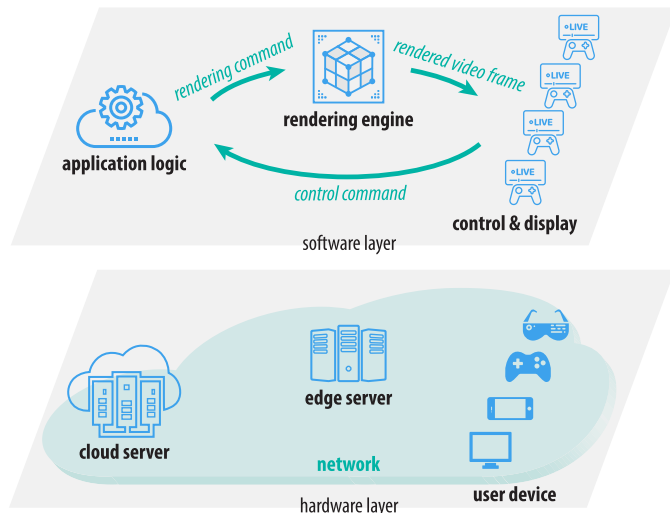 rendering command
rendered video frame
LIVE
LIVE
LIVE
LIVE
rendering engine
application logic
control command
control & display
software layer
edge server
cloud server
network
user device
hardware layer